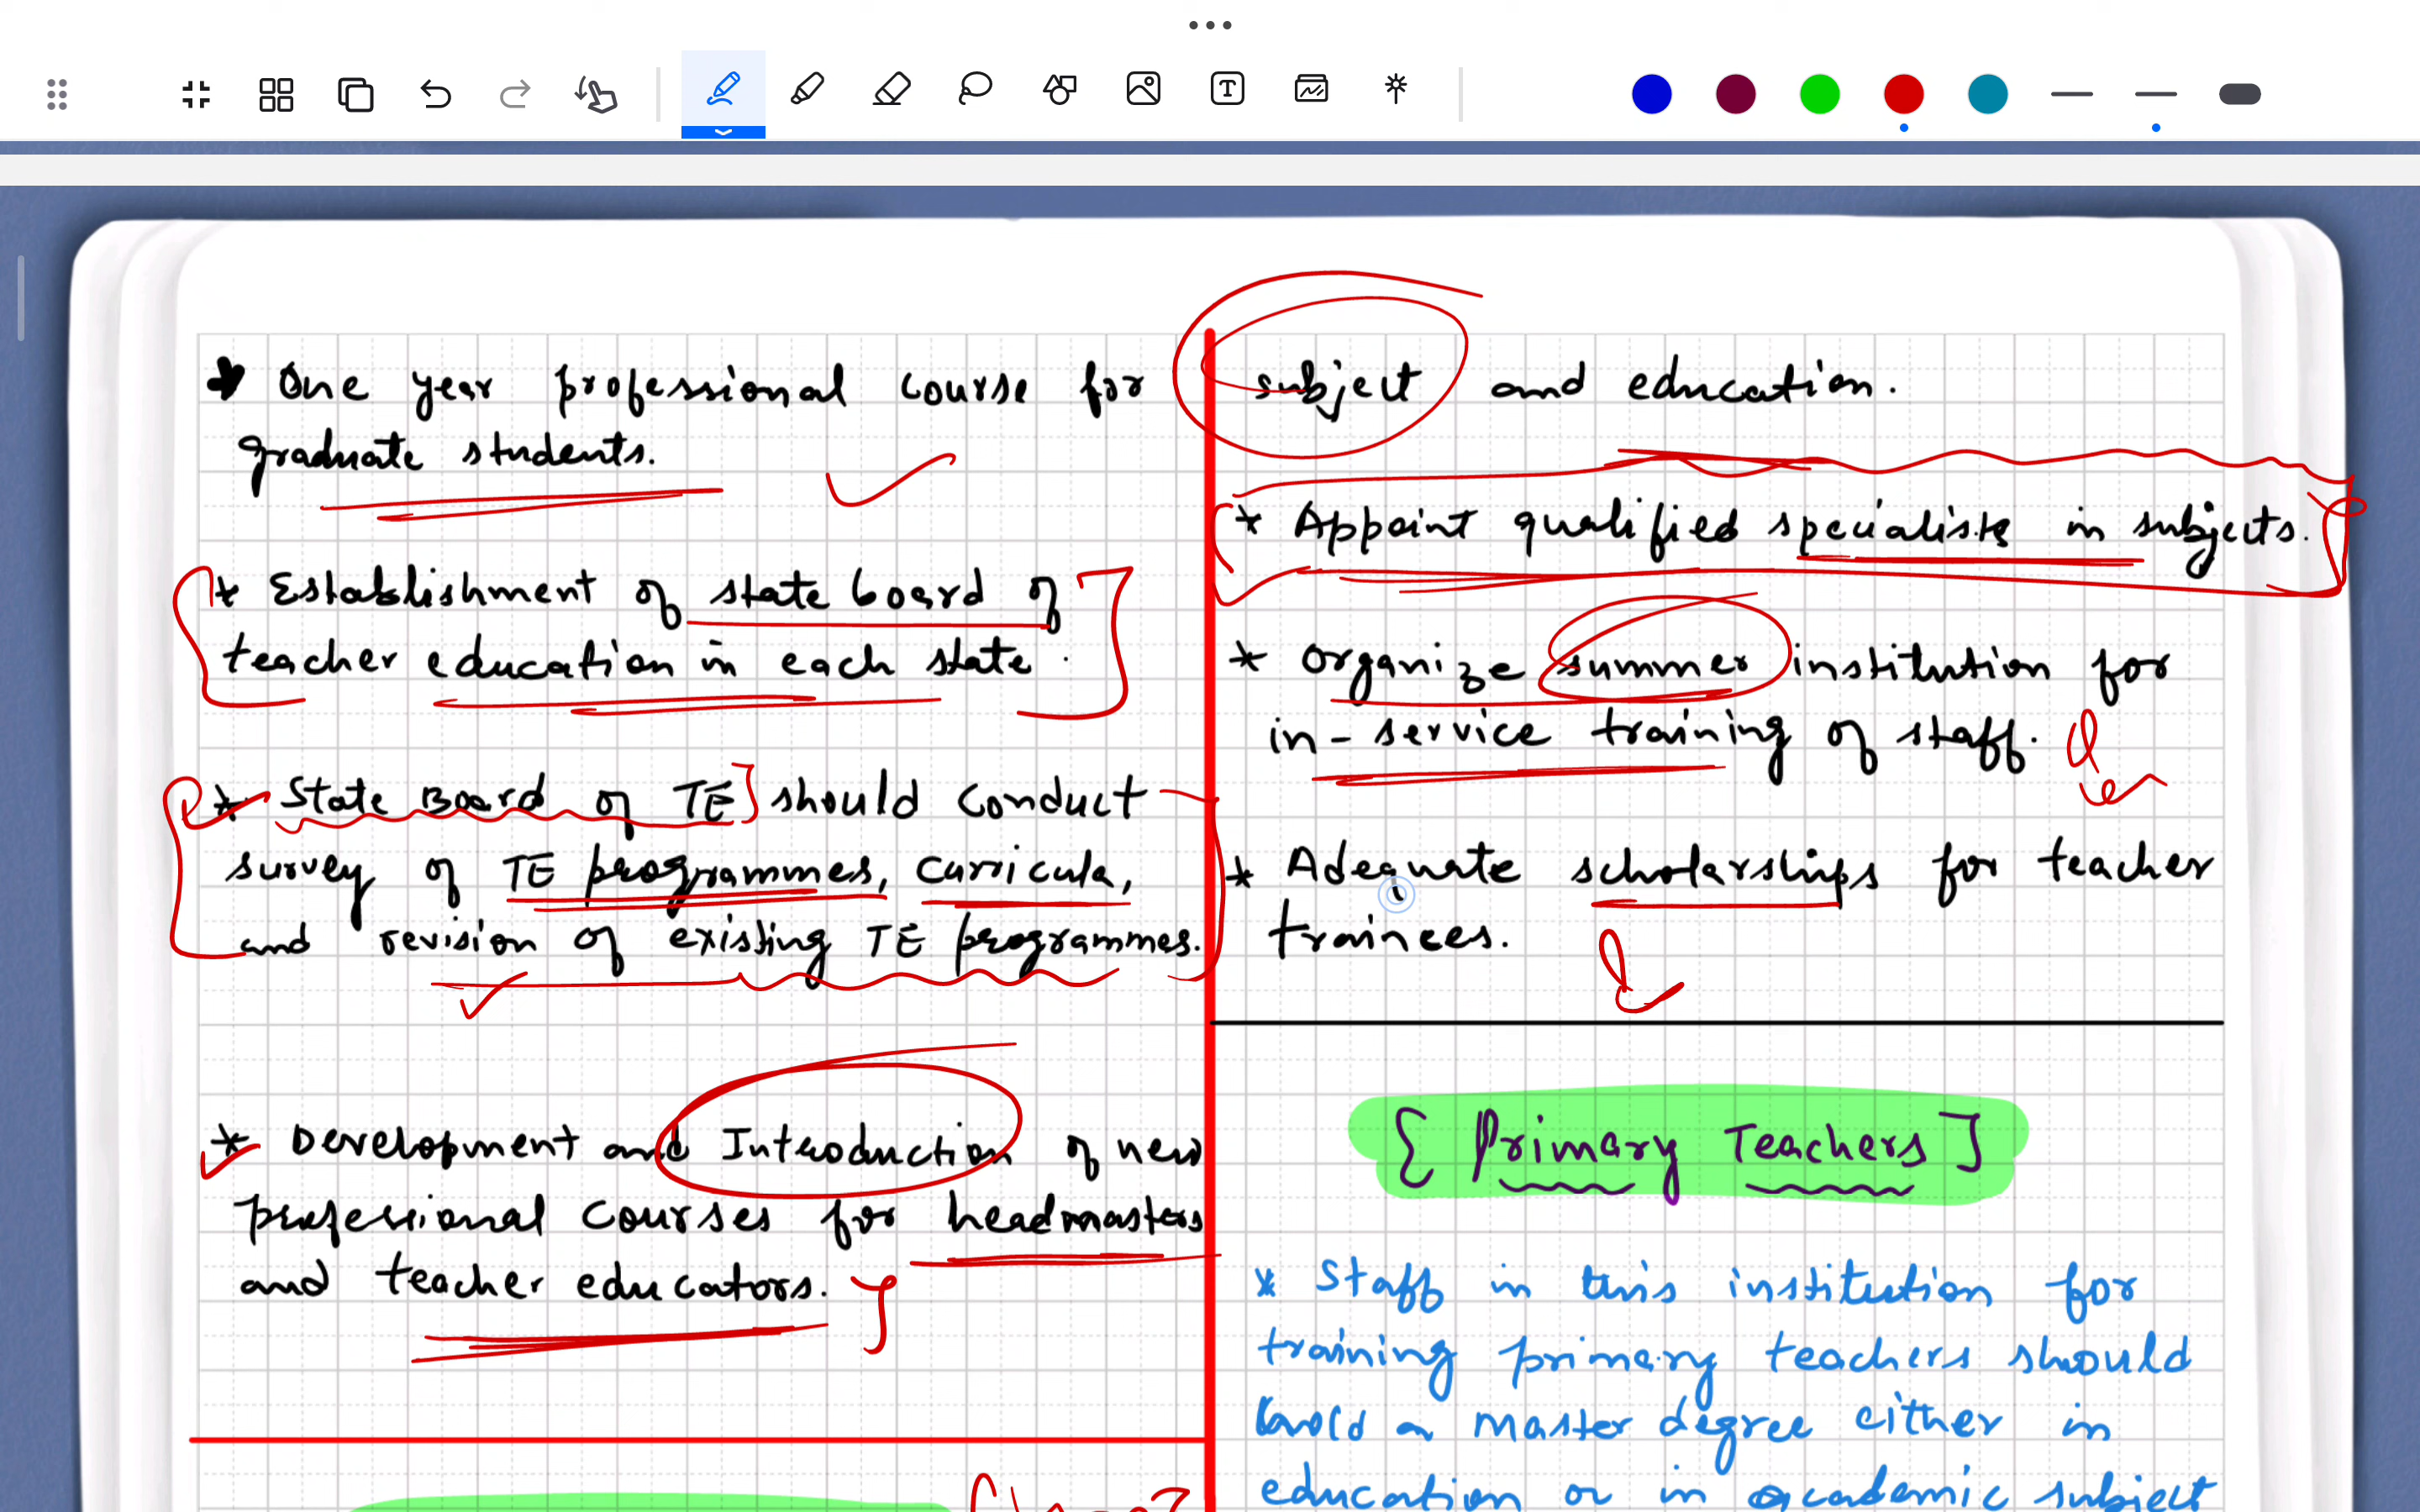 One year professional course for
graduate students.
* Establishment of state board of
teacher education in each state.
* State Board of TE] should conduct
survey of TE programmes, curricula,
and revision of existing TE programmes.
* Development and Introduction of new
professional courses for headmasters
and teacher educators.
subject and education.
* Appoint qualified specialists in subjects.
* Organize summer institution for
in-service training of staff.
* Adequate scholarships for teacher
trainees.
{ Primary Teachers ]
* Staff in this institution for
training primary teachers should
hold a master degree either in
education or in academic subject